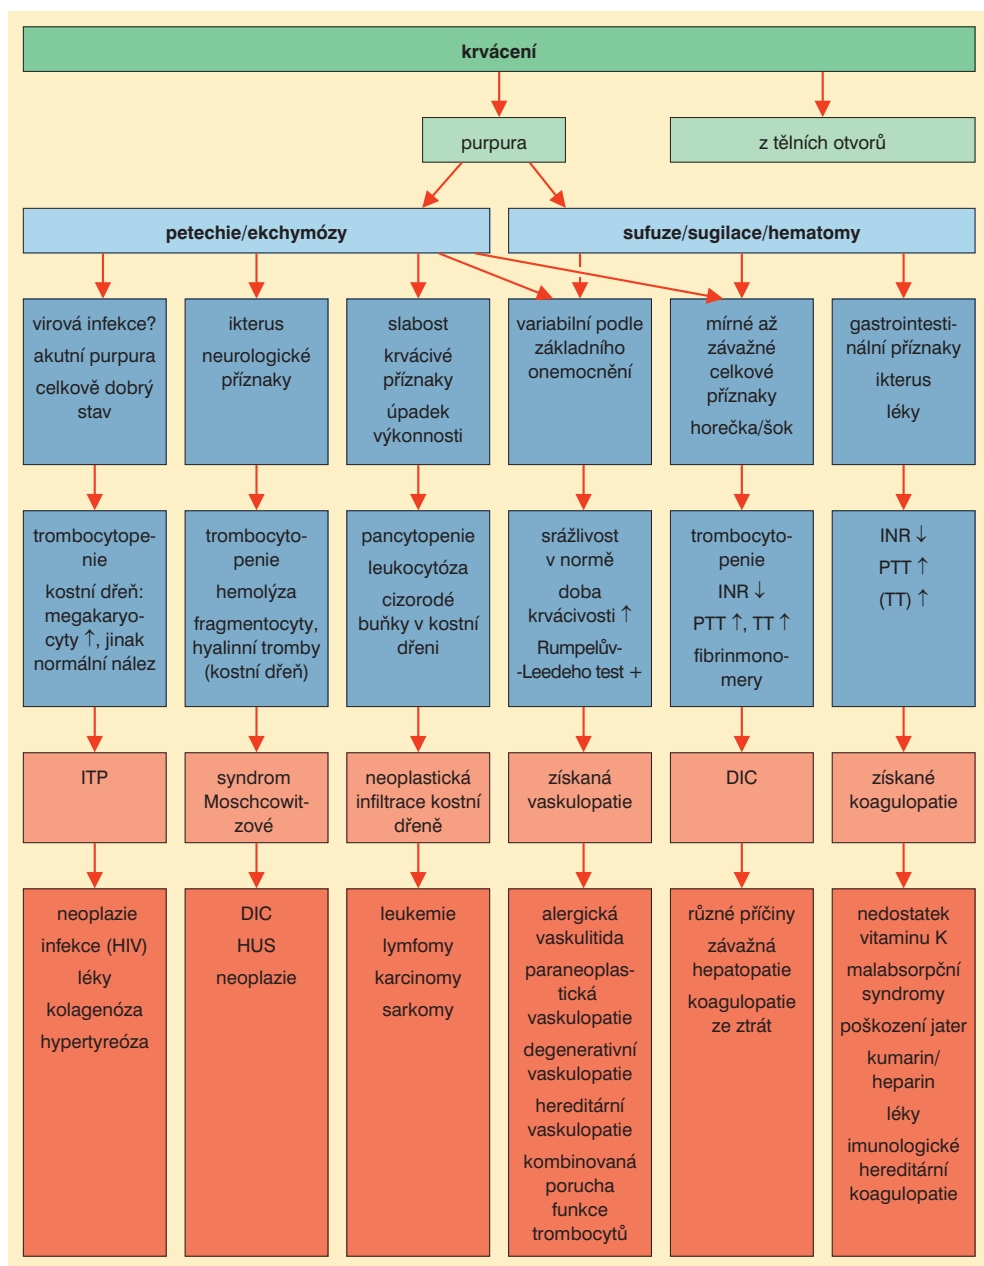 krvácení
purpura
z tělních otvorů
petechie/ekchymózy
sufuze/sugilace/hematomy
virová infekce?
akutní purpura
celkově dobrý
stav
ikterus
neurologické
příznaky
slabost
krvácivé
příznaky
úpadek
výkonnosti
variabilní podle
základního
onemocnění
mírné až
závažné
celkové
příznaky
horečka/šok
gastrointesti-
nální příznaky
ikterus
léky
trombocytope-
nie
kostní dřeň:
megakaryo-
cyty ↑, jinak
normální nález
trombocyto-
penie
hemolýza
fragmentocyty,
hyalinní tromby
(kostní dřeň)
pancytopenie
leukocytóza
cizorodé
buňky v kostní
dřeni
srážlivost
v normě
doba
krvácivosti ↑
Rumpelův-
-Leedeho test +
trombocyto-
penie
INR ↓
PTT ↑, TT ↑
fibrinmono-
mery
INR ↓
PTT ↑
(TT) ↑
ITP
syndrom
Moschcowit-
zové
neoplastická
infiltrace kostní
dřeně
získaná
vaskulopatie
DIC
získané
koagulopatie
neoplazie
infekce (HIV)
léky
kolagenóza
hypertyreóza
DIC
HUS
neoplazie
leukemie
lymfomy
karcinomy
sarkomy
alergická
vaskulitida
paraneoplas-
tická
vaskulopatie
degenerativní
vaskulopatie
hereditární
vaskulopatie
kombinovaná
porucha
funkce
trombocytů
různé příčiny
závažná
hepatopatie
koagulopatie
ze ztrát
nedostatek
vitaminu K
malabsorpční
syndromy
poškození jater
kumarin/
heparin
léky
imunologické
hereditární
koagulopatie